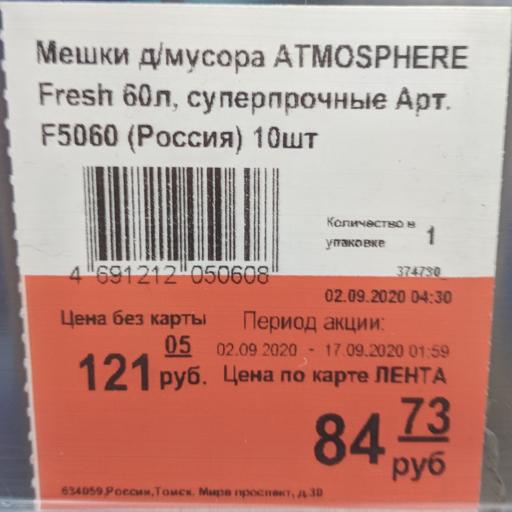 Мешки д/мусора ATMOSPHERE
Fresh 60л, суперпрочные Арт.
F5060 (Россия) 10шт
Количество в
упаковке 1
4 691212 050608
374730
02.09.2020 04:30
Цена без карты
Период акции:
121 05 руб.
02.09.2020 - 17.09.2020 01:59
Цена по карте ЛЕНТА
84 73 руб
634059,Россия,Томск. Мира проспект, д.30